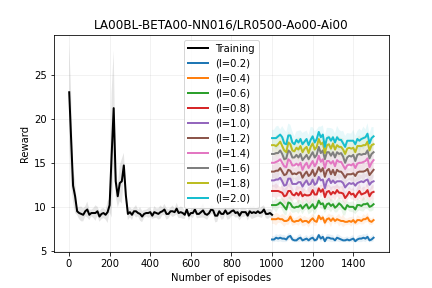 LA00BL-BETA00-NN016/LR0500-Ao00-Ai00
Reward
25
20
15
10
5
Training
(l=0.2)
(l=0.4)
(l=0.6)
(l=0.8)
(l=1.0)
(l=1.2)
(l=1.4)
(l=1.6)
(l=1.8)
(l=2.0)
0 200 400 600 800 1000 1200 1400
Number of episodes